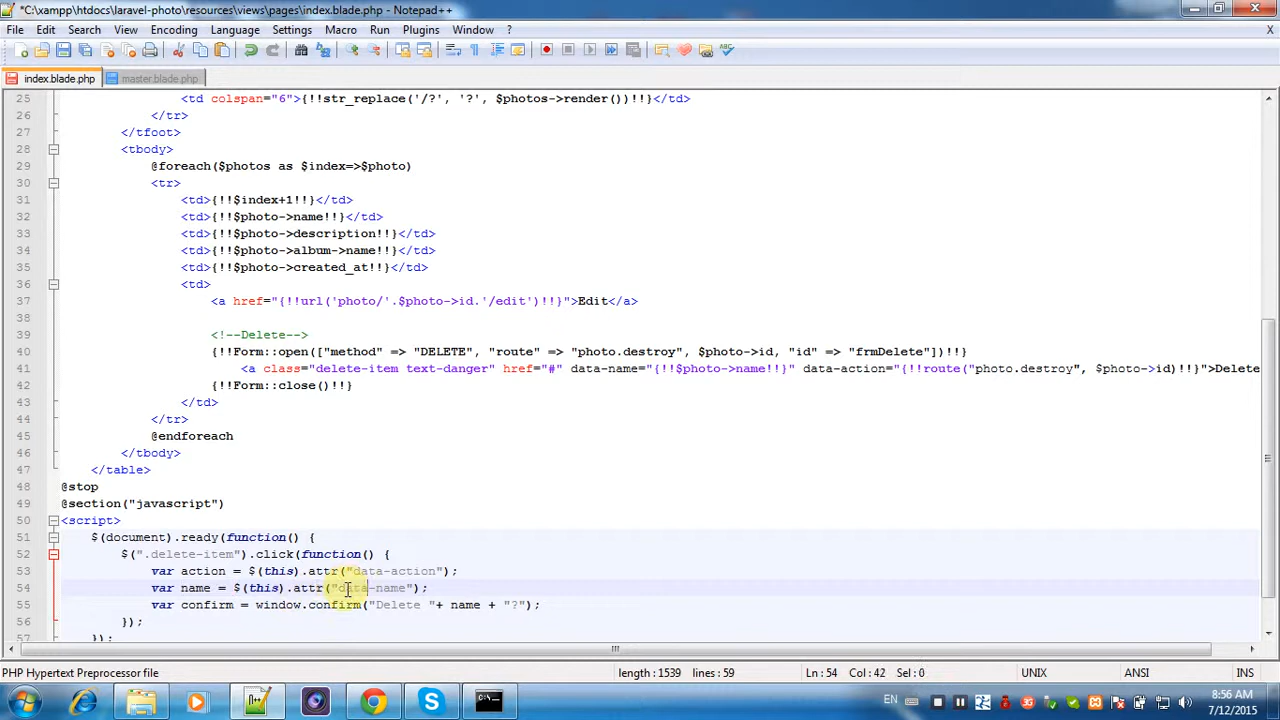 *C:\xampp\htdocs\laravel-photo\resources\views\pages\index.blade.php - Notepad++
File Edit Search View Encoding Language Settings Macro Run Plugins Window ? X
index.blade.php master.blade.php
25 <td colspan="6">{!!str_replace('/?', '?', $photos->render())!!}</td>
26 </tr>
27 </tfoot>
28 <tbody>
29 @foreach($photos as $index=>$photo)
30 <tr>
31 <td>{!!$index+1!!}</td>
32 <td>{!!$photo->name!!}</td>
33 <td>{!!$photo->description!!}</td>
34 <td>{!!$photo->album->name!!}</td>
35 <td>{!!$photo->created_at!!}</td>
36 <td>
37 <a href="{!!url('photo/'.$photo->id.'/edit')!!}">Edit</a>
38
39 <!--Delete-->
40 {!!Form::open(["method" => "DELETE", "route" => "photo.destroy", $photo->id, "id" => "frmDelete"])!!}
41 <a class="delete-item text-danger" href="#" data-name="{!!$photo->name!!}" data-action="{!!route("photo.destroy", $photo->id)!!}">Delete
42 {!!Form::close()!!}
43 </td>
44 </tr>
45 @endforeach
46 </tbody>
47 </table>
48 @stop
49 @section("javascript")
50 <script>
51 $(document).ready(function() {
52 $(".delete-item").click(function() {
53 var action = $(this).attr("data-action");
54 var name = $(this).attr("data-name");
55 var confirm = window.confirm("Delete "+ name + "?");
56 });
57 });
PHP Hypertext Preprocessor file length : 1539 lines : 59 Ln : 54 Col : 42 Sel : 0 UNIX ANSI INS
EN 8:56 AM
7/12/2015